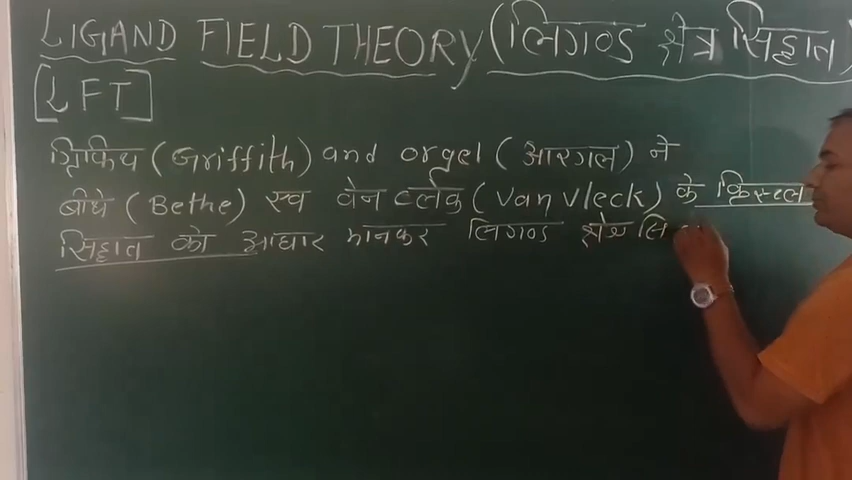 LIGAND FIELD THEORY (लिगण्ड क्षेत्र सिद्धात)
[LFT]
ग्रिफिथ (Griffith) and orgel (आरगल) ने
बीथे (Bethe) एव वेन व्लेक (Van Vleck) के क्रिस्टल
सिद्धात को आधार मानकर लिगण्ड क्षेत्र सि